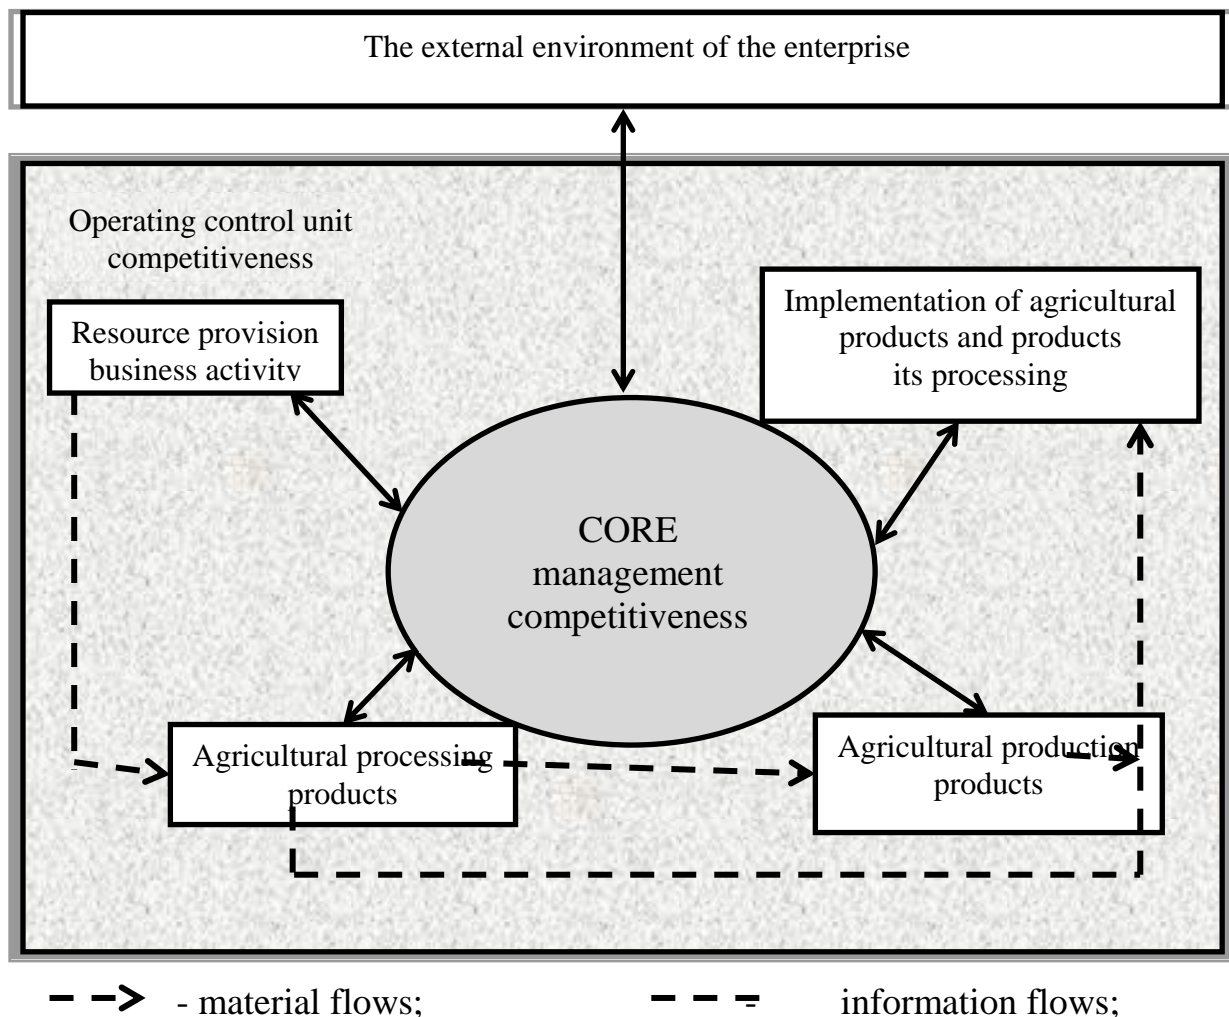 The external environment of the enterprise
Operating control unit
competitiveness
Resource provision
business activity
Implementation of agricultural
products and products
its processing
CORE
management
competitiveness
Agricultural processing
products
Agricultural production
products
- material flows;
- information flows;